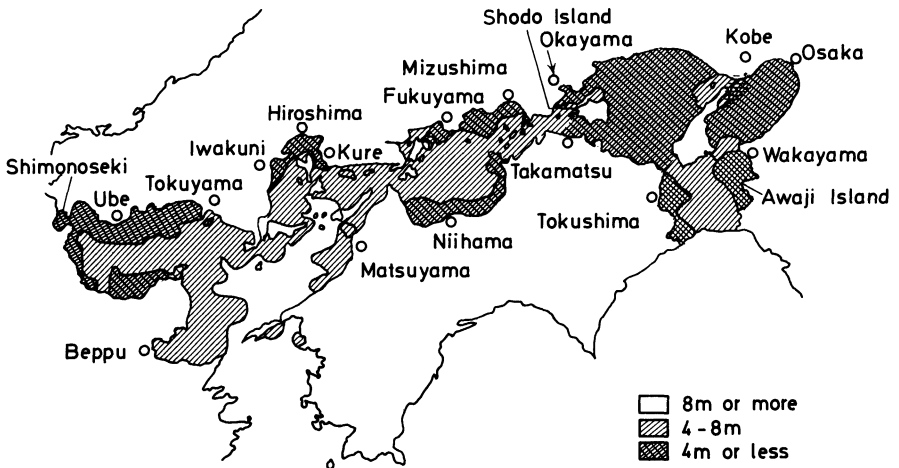 Shodo Island
Okayama
Kobe
Osaka
Mizushima
Fukuyama
Hiroshima
Iwakuni
Kure
Shimonoseki
Ube
Tokuyama
Takamatsu
Wakayama
Awaji Island
Tokushima
Niihama
Matsuyama
Beppu
8m or more
4-8m
4m or less